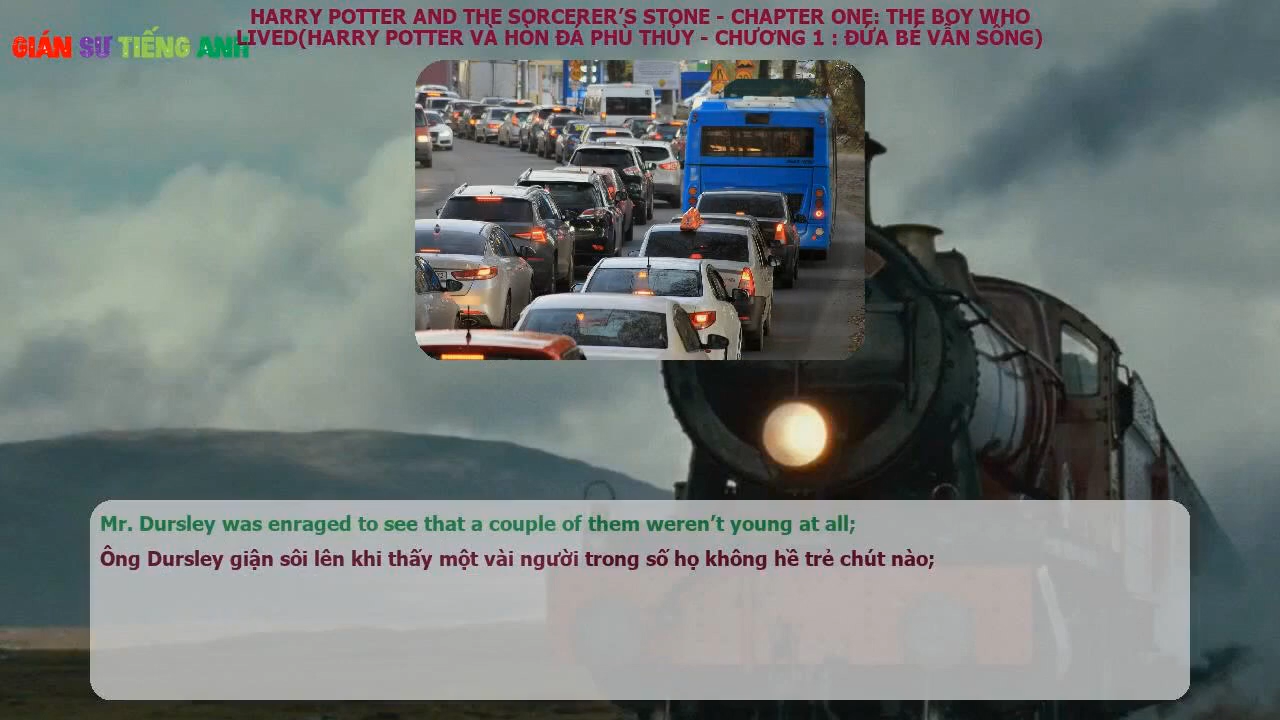 HARRY POTTER AND THE SORCERER’S STONE - CHAPTER ONE: THE BOY WHO
LIVED(HARRY POTTER VÀ HÒN ĐÁ PHÙ THỦY - CHƯƠNG 1 : ĐỨA BÉ VẪN SỐNG)
GIÁN SƯ TIẾNG ANH
Mr. Dursley was enraged to see that a couple of them weren’t young at all;
Ông Dursley giận sôi lên khi thấy một vài người trong số họ không hề trẻ chút nào;